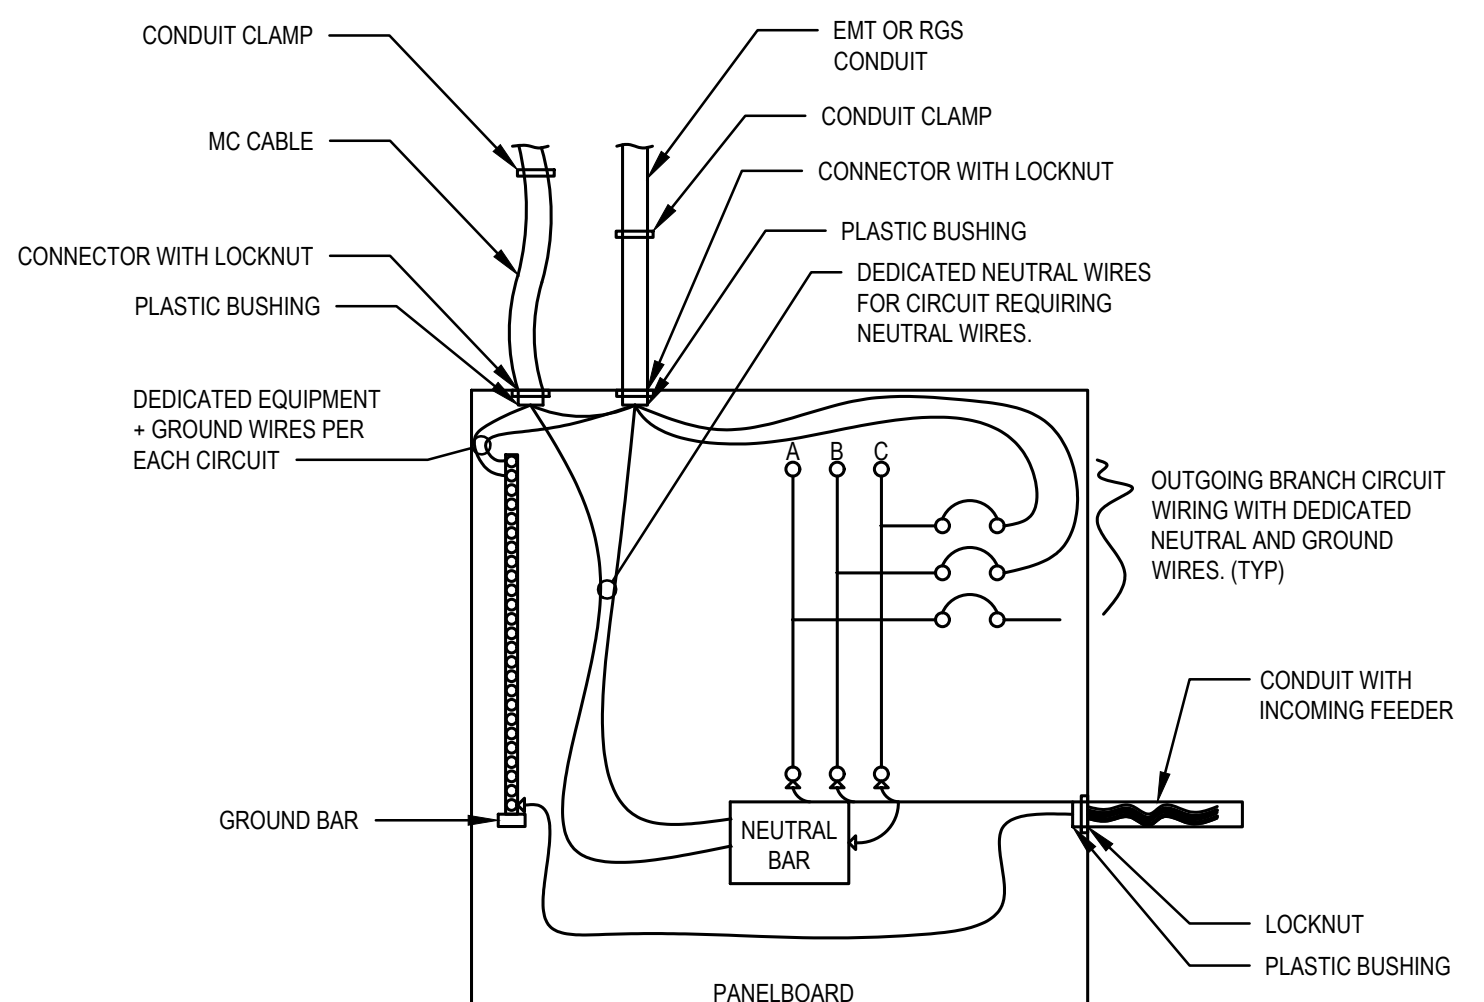 CONDUIT CLAMP
MC CABLE
CONNECTOR WITH LOCKNUT
PLASTIC BUSHING
DEDICATED EQUIPMENT
+ GROUND WIRES PER
EACH CIRCUIT
GROUND BAR
EMT OR RGS
CONDUIT
CONDUIT CLAMP
CONNECTOR WITH LOCKNUT
PLASTIC BUSHING
DEDICATED NEUTRAL WIRES
FOR CIRCUIT REQUIRING
NEUTRAL WIRES.
A B C
OUTGOING BRANCH CIRCUIT
WIRING WITH DEDICATED
NEUTRAL AND GROUND
WIRES. (TYP)
CONDUIT WITH
INCOMING FEEDER
NEUTRAL
BAR
LOCKNUT
PLASTIC BUSHING
PANELBOARD